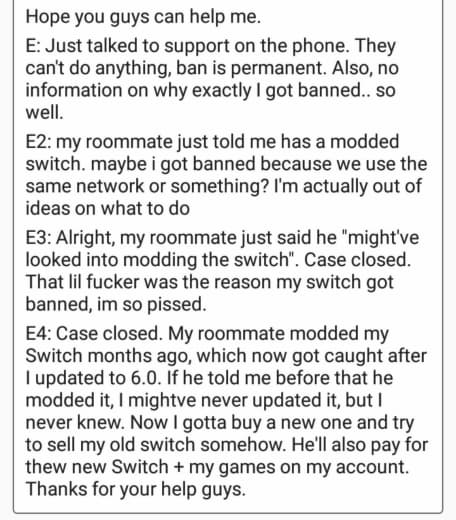 Hope you guys can help me.
E: Just talked to support on the phone. They
can't do anything, ban is permanent. Also, no
information on why exactly I got banned.. so
well.
E2: my roommate just told me has a modded
switch. maybe i got banned because we use the
same network or something? I'm actually out of
ideas on what to do
E3: Alright, my roommate just said he "might've
looked into modding the switch". Case closed.
That lil fucker was the reason my switch got
banned, im so pissed.
E4: Case closed. My roommate modded my
Switch months ago, which now got caught after
I updated to 6.0. If he told me before that he
modded it, I mightve never updated it, but I
never knew. Now I gotta buy a new one and try
to sell my old switch somehow. He'll also pay for
thew new Switch + my games on my account.
Thanks for your help guys.